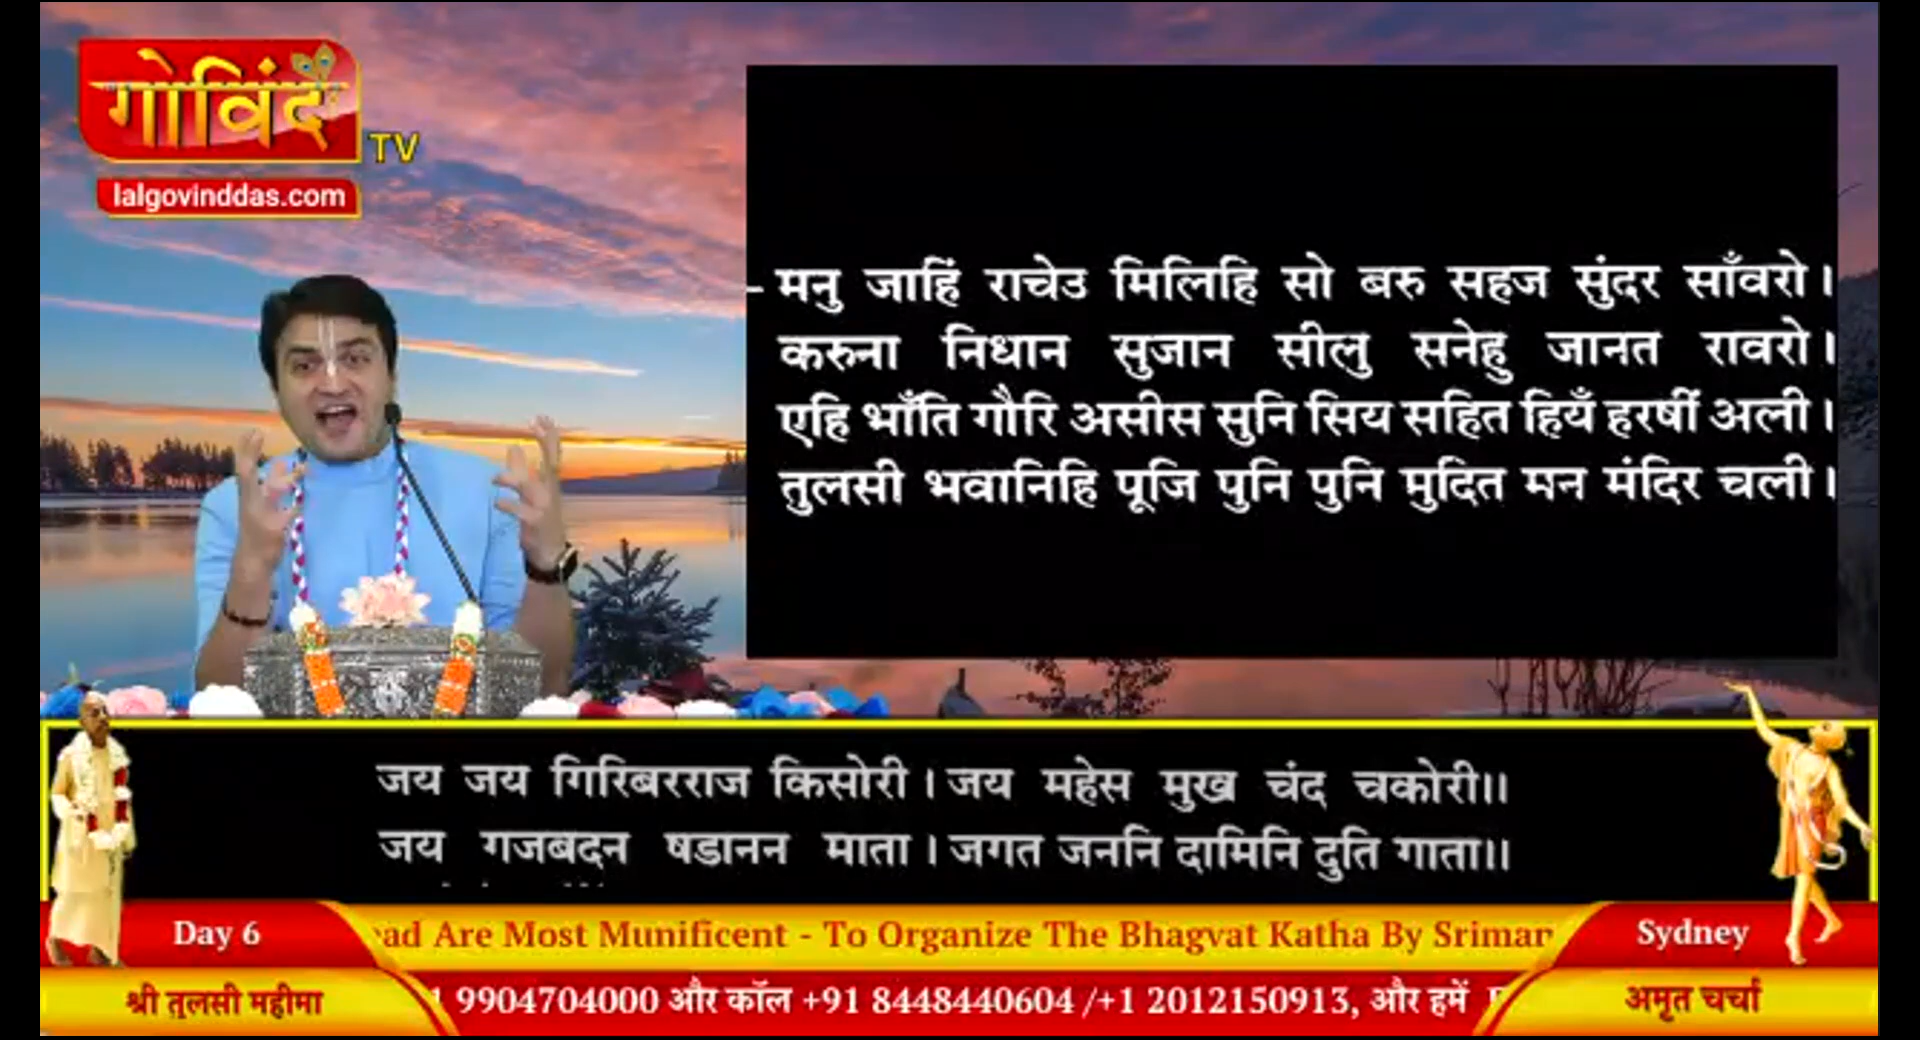 गोविंद
TV
lalgovinddas.com
- मनु जाहिं राचेउ मिलिहि सो बरु सहज सुंदर साँवरो।
करुना निधान सुजान सीलु सनेहु जानत रावरो।
एहि भाँति गौरि असीस सुनि सिय सहित हियँ हरषीं अली।
तुलसी भवानिहि पूजि पुनि पुनि मुदित मन मंदिर चली।
जय जय गिरिबरराज किसोरी। जय महेस मुख चंद चकोरी॥
जय गजबदन षडानन माता। जगत जननि दामिनि दुति गाता॥
Day 6
Are Most Munificent - To Organize The Bhagvat Katha By
Sydney
श्री तुलसी महीमा
9904704000 और कॉल +91 8448440604 /+1 2012150913, और हमें
अमृत चर्चा